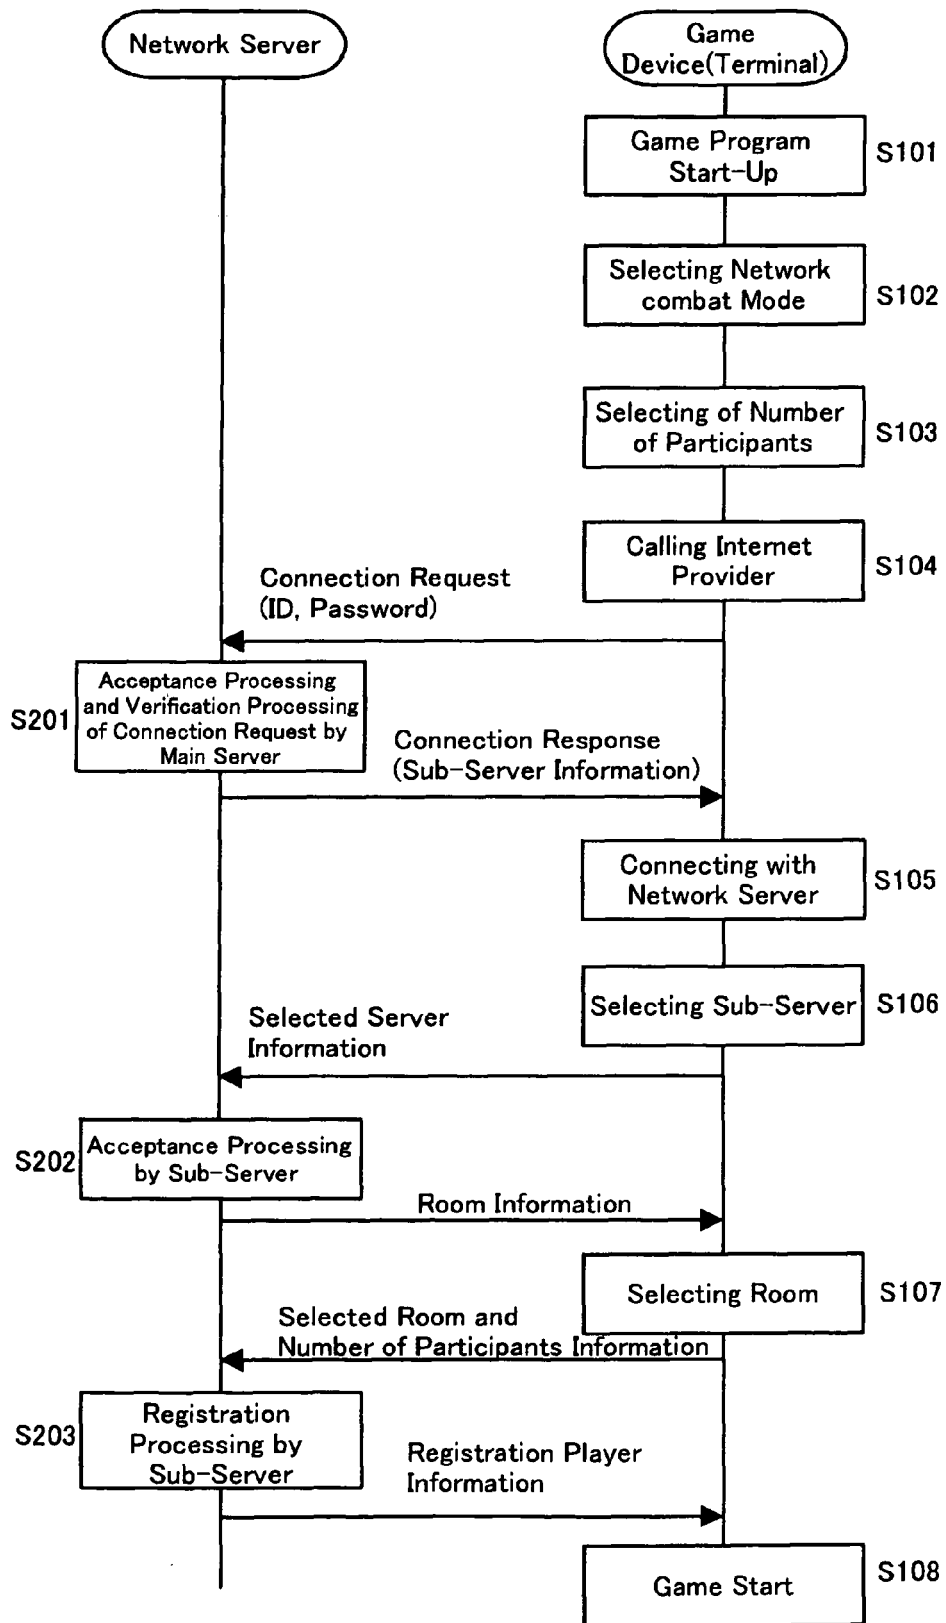 Network Server
Game
Device(Terminal)
Game Program
Start-Up
S101
Selecting Network
combat Mode
S102
Selecting of Number
of Participants
S103
Calling Internet
Provider
S104
Connection Request
(ID, Password)
S201
Acceptance Processing
and Verification Processing
of Connection Request by
Main Server
Connection Response
(Sub-Server Information)
Connecting with
Network Server
S105
Selecting Sub-Server
S106
Selected Server
Information
S202
Acceptance Processing
by Sub-Server
Room Information
Selecting Room
S107
Selected Room and
Number of Participants Information
S203
Registration
Processing by
Sub-Server
Registration Player
Information
Game Start
S108